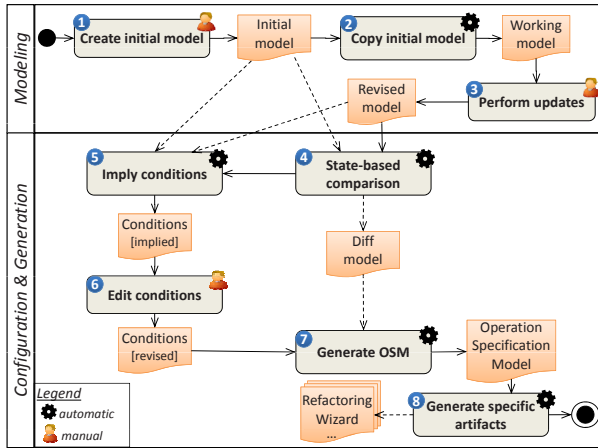 Modeling
1
Create initial model
Initial
model
2
Copy initial model
Working
model
3
Perform updates
Revised
model
Configuration & Generation
5
Imply conditions
4
State-based
comparison
Conditions
[implied]
Diff
model
6
Edit conditions
Conditions
[revised]
7
Generate OSM
Operation
Specification
Model
8
Generate specific
artifacts
Refactoring
Wizard
...
Legend
automatic
manual